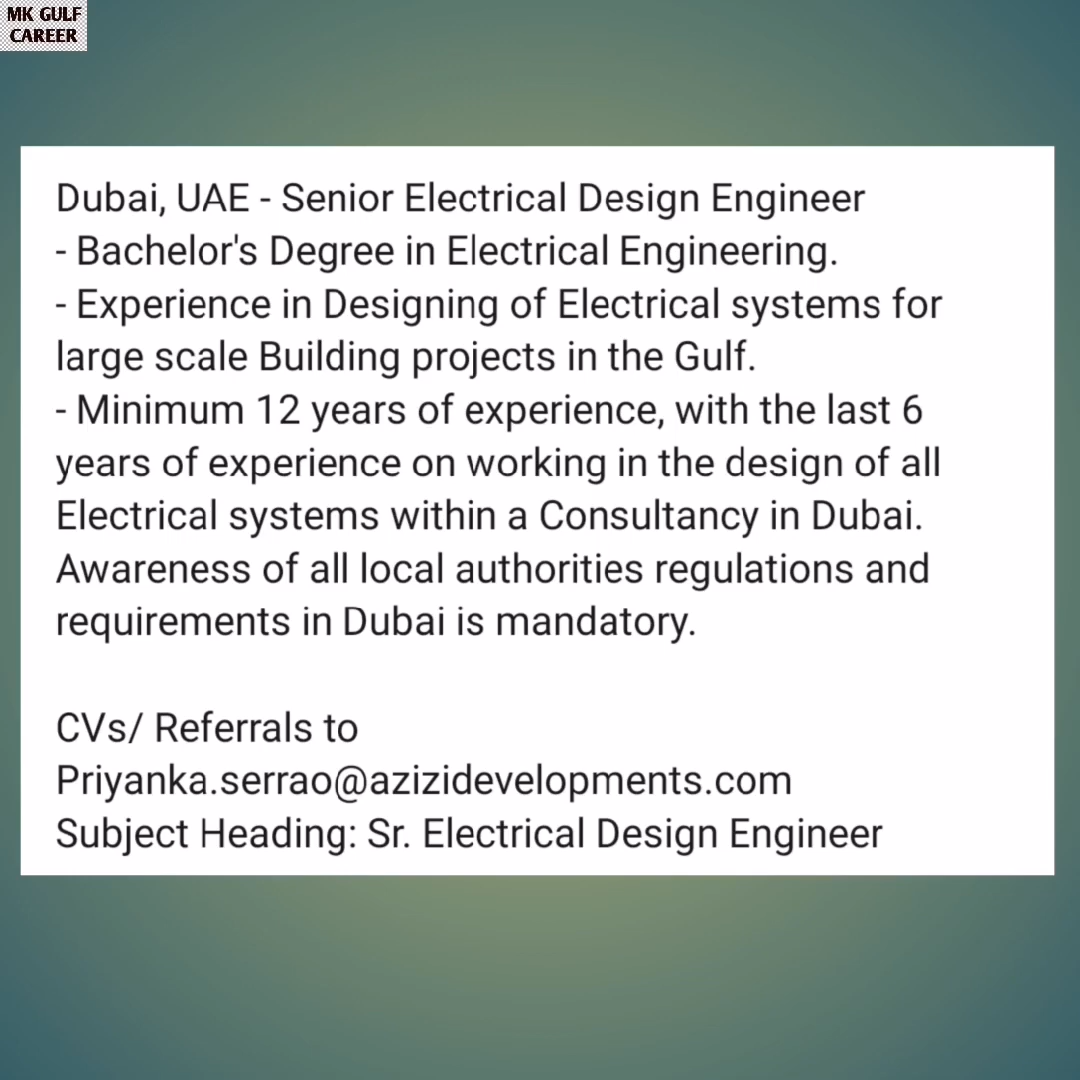 MK GULF
CAREER
Dubai, UAE - Senior Electrical Design Engineer
- Bachelor's Degree in Electrical Engineering.
- Experience in Designing of Electrical systems for
large scale Building projects in the Gulf.
- Minimum 12 years of experience, with the last 6
years of experience on working in the design of all
Electrical systems within a Consultancy in Dubai.
Awareness of all local authorities regulations and
requirements in Dubai is mandatory.
CVs/ Referrals to
Priyanka.serrao@azizidevelopments.com
Subject Heading: Sr. Electrical Design Engineer